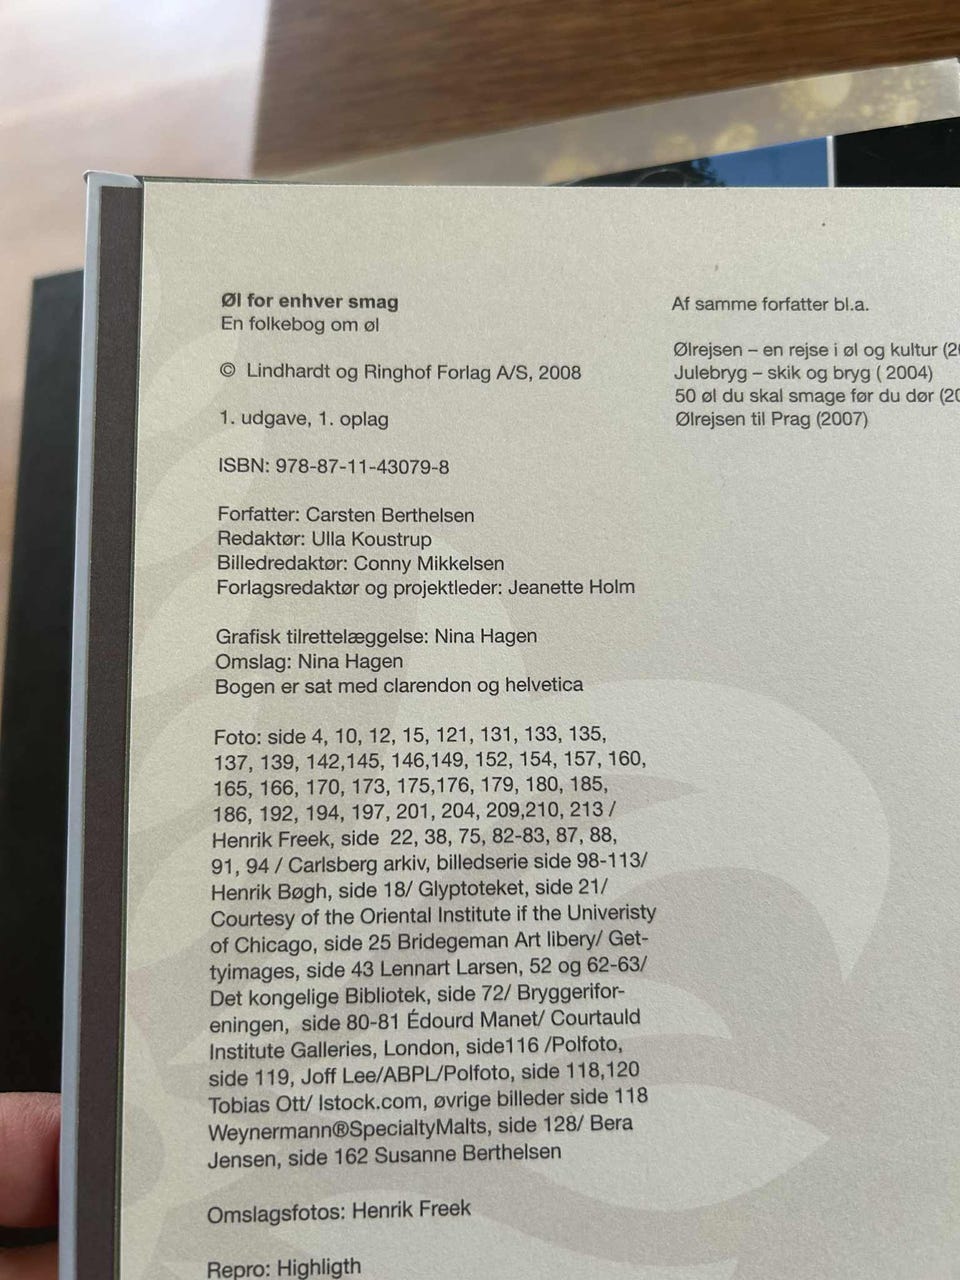 Øl for enhver smag
En folkebog om øl
© Lindhardt og Ringhof Forlag A/S, 2008
1. udgave, 1. oplag
ISBN: 978-87-11-43079-8
Forfatter: Carsten Berthelsen
Redaktør: Ulla Koustrup
Billedredaktør: Conny Mikkelsen
Forlagsredaktør og projektleder: Jeanette Holm
Grafisk tilrettelæggelse: Nina Hagen
Omslag: Nina Hagen
Bogen er sat med clarendon og helvetica
Foto: side 4, 10, 12, 15, 121, 131, 133, 135,
137, 139, 142,145, 146,149, 152, 154, 157, 160,
165, 166, 170, 173, 175,176, 179, 180, 185,
186, 192, 194, 197, 201, 204, 209,210, 213 /
Henrik Freek, side 22, 38, 75, 82-83, 87, 88,
91, 94 / Carlsberg arkiv, billedserie side 98-113/
Henrik Bøgh, side 18/ Glyptoteket, side 21/
Courtesy of the Oriental Institute if the Univeristy
of Chicago, side 25 Bridegeman Art libery/ Get-
tyimages, side 43 Lennart Larsen, 52 og 62-63/
Det kongelige Bibliotek, side 72/ Bryggerifor-
eningen, side 80-81 Édourd Manet/ Courtauld
Institute Galleries, London, side116 /Polfoto,
side 119, Joff Lee/ABPL/Polfoto, side 118,120
Tobias Ott/ Istock.com, øvrige billeder side 118
Weynermann®SpecialtyMalts, side 128/ Bera
Jensen, side 162 Susanne Berthelsen
Omslagsfotos: Henrik Freek
Repro: Highligth
Af samme forfatter bl.a.
Ølrejsen – en rejse i øl og kultur (2
Julebryg – skik og bryg ( 2004)
50 øl du skal smage før du dør (20
Ølrejsen til Prag (2007)